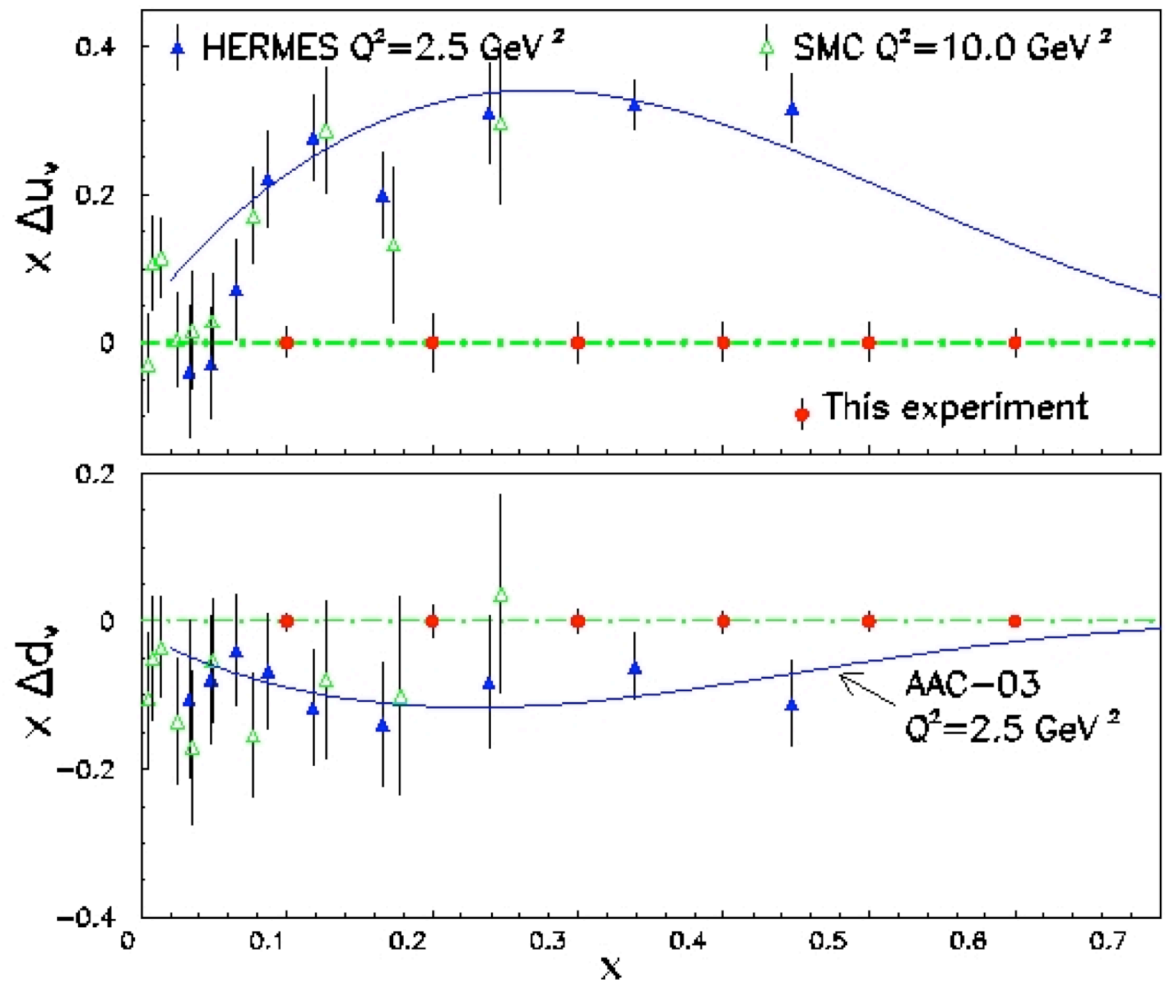 0.4
HERMES Q²=2.5 GeV²
SMC Q²=10.0 GeV²
0.2
x Δuᵥ
0
This experiment
0.2
0
x Δdᵥ
AAC-03
Q²=2.5 GeV²
-0.2
-0.4
0 0.1 0.2 0.3 0.4 0.5 0.6 0.7
x